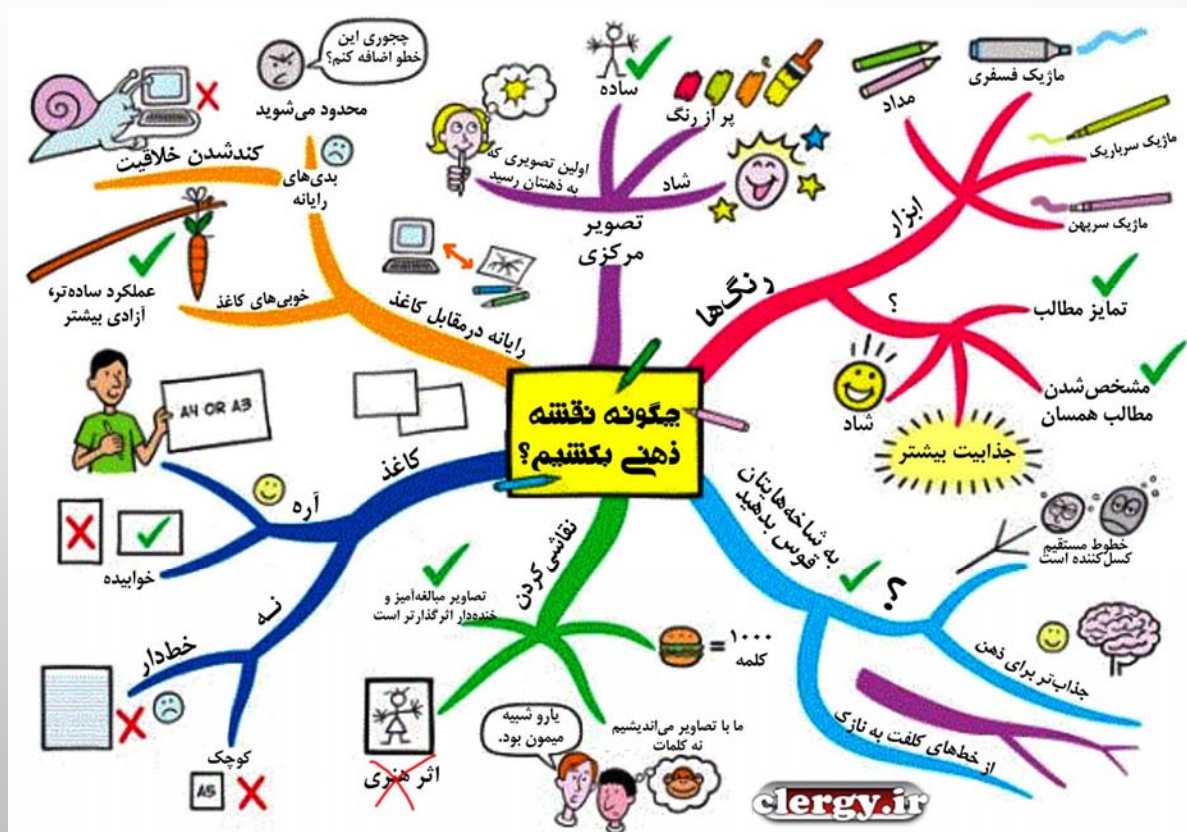 چگونه نقشه
ذهنی بکشیم؟
رنگ‌ها
ابزار
مداد
ماژیک فسفری
ماژیک سرباریک
ماژیک سرپهن
؟
تمایز مطالب
مشخص‌شدن
مطالب همسان
جذابیت بیشتر
شاد
به شاخه‌هایتان
قوس بدهید
؟
خطوط مستقیم
کسل‌کننده است
جذاب‌تر برای ذهن
از خط‌های کلفت به نازک
نقاشی‌کردن
۱۰۰۰ =
کلمه
ما با تصاویر می‌اندیشیم
نه کلمات
یارو شبیه
میمون بود.
اثر هنری
تصاویر مبالغه‌آمیز و
خنده‌دار اثرگذارتر است
کاغذ
آره
A4 OR A3
خوابیده
نه
خط‌دار
کوچک
A5
رایانه درمقابل کاغذ
خوبی‌های کاغذ
عملکرد ساده‌تر،
آزادی بیشتر
بدی‌های
رایانه
کندشدن خلاقیت
محدود می‌شوید
چجوری این
خطو اضافه کنم؟
تصویر
مرکزی
اولین تصویری که
به ذهنتان رسید
ساده
پر از رنگ
شاد
clergy.ir